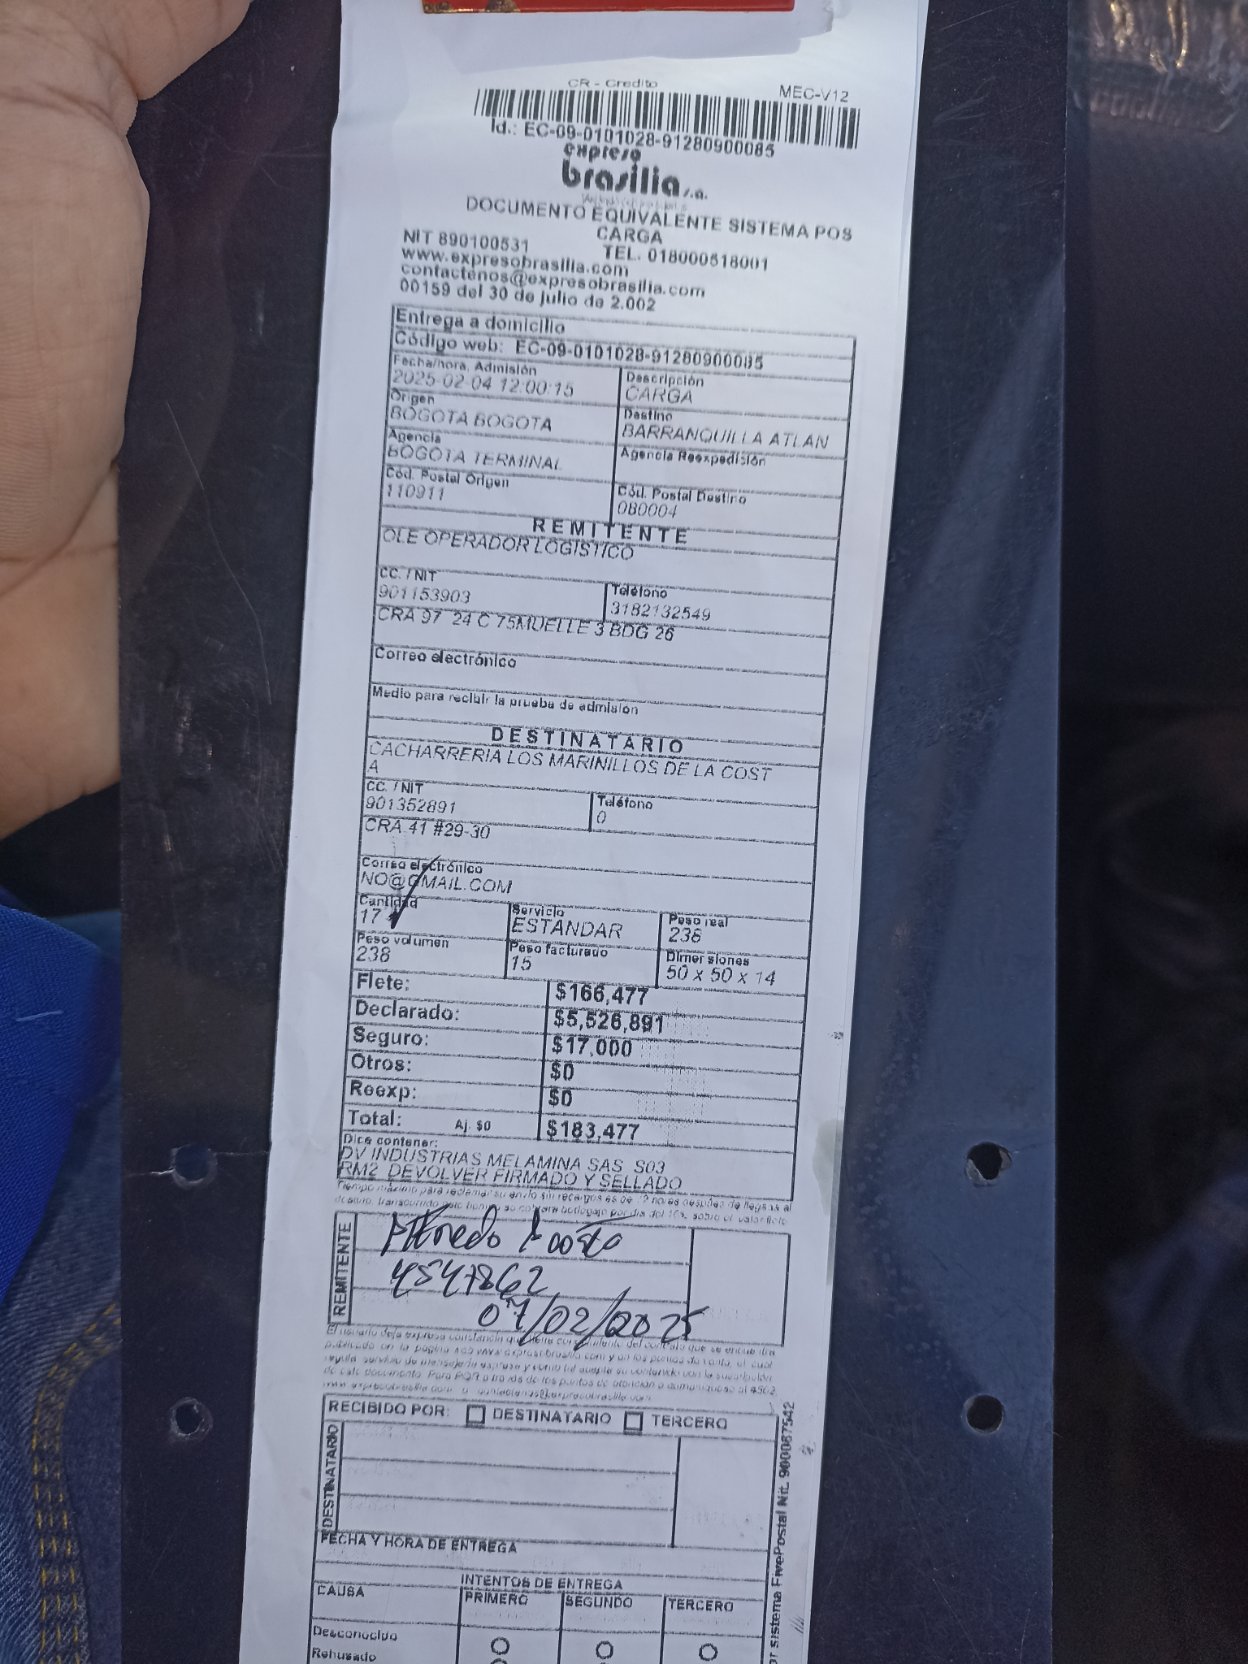 CR - Credito
MEC-V12
Id.: EC-09-0101028-91280900085
expreso
brasilia s.a.
DOCUMENTO EQUIVALENTE SISTEMA POS
CARGA
NIT 890100531 TEL. 018000518001
www.expresobrasilia.com
contactenos@expresobrasilia.com
00159 del 30 de julio de 2.002
Entrega a domicilio
Código web: EC-09-0101028-91280900085
Fecha/hora. Admisión Descripción
2025-02-04 12:00:15 CARGA
Origen Destino
BOGOTA BOGOTA BARRANQUILLA ATLAN
Agencia Agencia Reexpedición
BOGOTA TERMINAL
Cód. Postal Origen Cód. Postal Destino
110911 080004
REMITENTE
OLE OPERADOR LOGISTICO
CC. / NIT Teléfono
901153903 3182132549
CRA 97 24 C 75MUELLE 3 BDG 26
Correo electrónico
Medio para recibir la prueba de admisión
DESTINATARIO
CACHARRERIA LOS MARINILLOS DE LA COST
A
CC. / NIT Teléfono
901352891 0
CRA 41 #29-30
Correo electrónico
NO@GMAIL.COM
Cantidad Servicio Peso real
17 ESTANDAR 238
Peso volumen Peso facturado Dimensiones
238 15 50 x 50 x 14
Flete: $166,477
Declarado: $5,526,891
Seguro: $17,000
Otros: $0
Reexp: $0
Total: Aj. $0 $183,477
Dice contener:
DV INDUSTRIAS MELAMINA SAS S03
RM2 DEVOLVER FIRMADO Y SELLADO
REMITENTE
Alfredo Acosta
4547862
07/02/2025
RECIBIDO POR: DESTINATARIO TERCERO
DESTINATARIO
FECHA Y HORA DE ENTREGA
INTENTOS DE ENTREGA
CAUSA PRIMERO SEGUNDO TERCERO
Desconocido
Rehusado
or sistema FivePostal Nit. 900087542